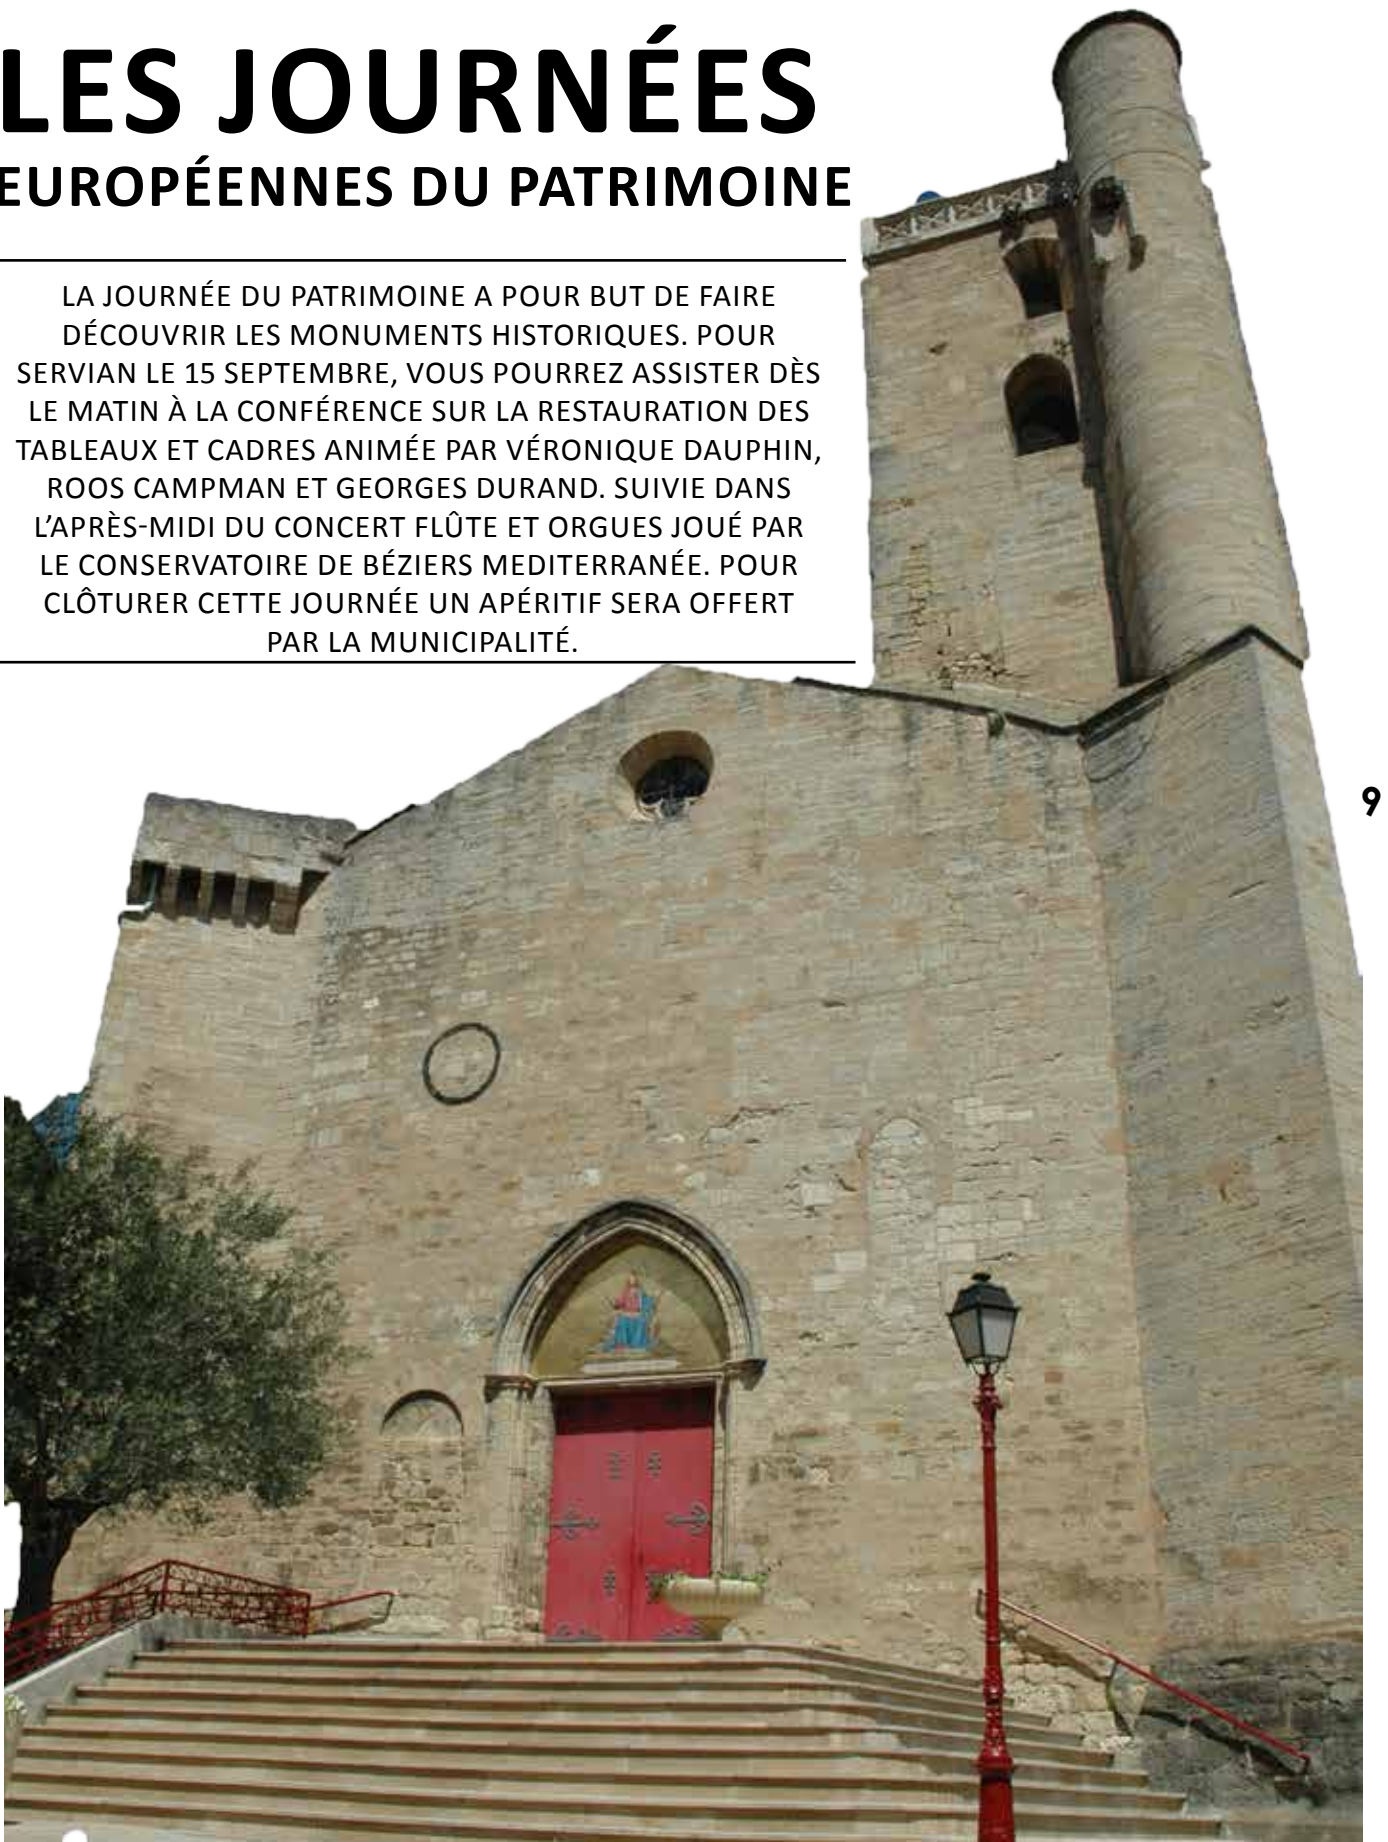 LES JOURNÉES
EUROPÉENNES DU PATRIMOINE
LA JOURNÉE DU PATRIMOINE A POUR BUT DE FAIRE
DÉCOUVRIR LES MONUMENTS HISTORIQUES. POUR
SERVIAN LE 15 SEPTEMBRE, VOUS POURREZ ASSISTER DÈS
LE MATIN À LA CONFÉRENCE SUR LA RESTAURATION DES
TABLEAUX ET CADRES ANIMÉE PAR VÉRONIQUE DAUPHIN,
ROOS CAMPMAN ET GEORGES DURAND. SUIVIE DANS
L’APRÈS-MIDI DU CONCERT FLÛTE ET ORGUES JOUÉ PAR
LE CONSERVATOIRE DE BÉZIERS MEDITERRANÉE. POUR
CLÔTURER CETTE JOURNÉE UN APÉRITIF SERA OFFERT
PAR LA MUNICIPALITÉ.
9